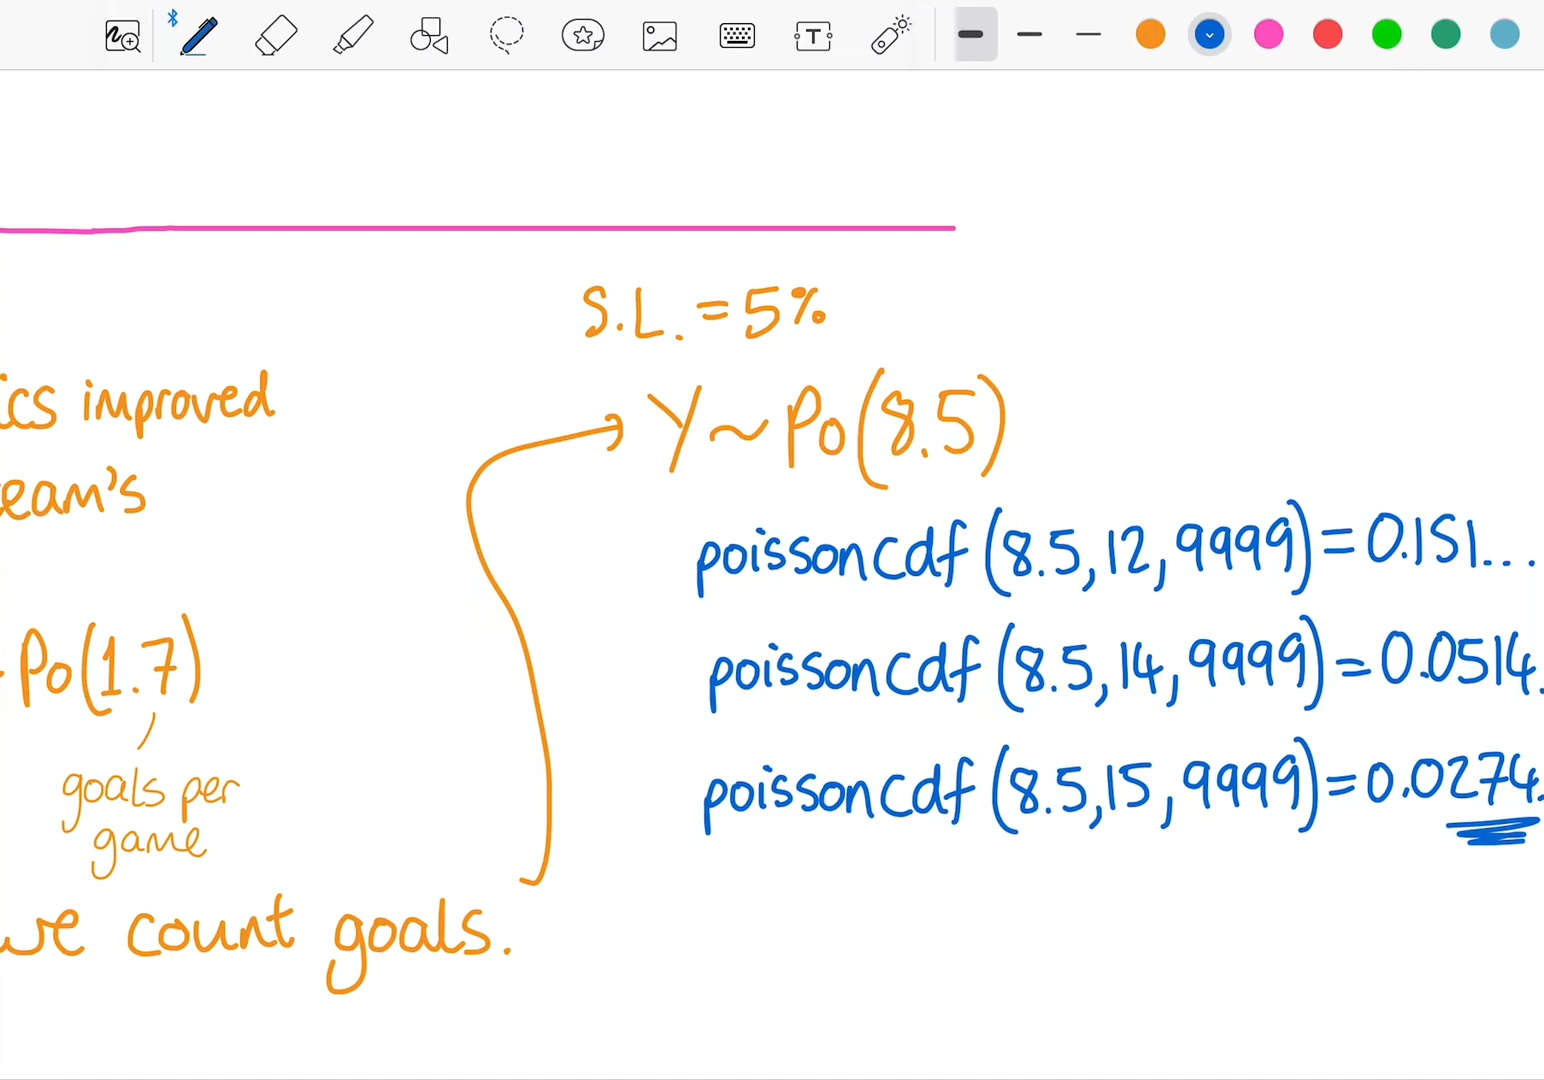 S.L. = 5%
ics improved
eam's
Y ~ Po(8.5)
poissoncdf (8.5, 12, 9999) = 0.151...
Po(1.7)
poissoncdf (8.5, 14, 9999) = 0.0514.
goals per
game
poissoncdf (8.5, 15, 9999) = 0.0274.
we count goals.